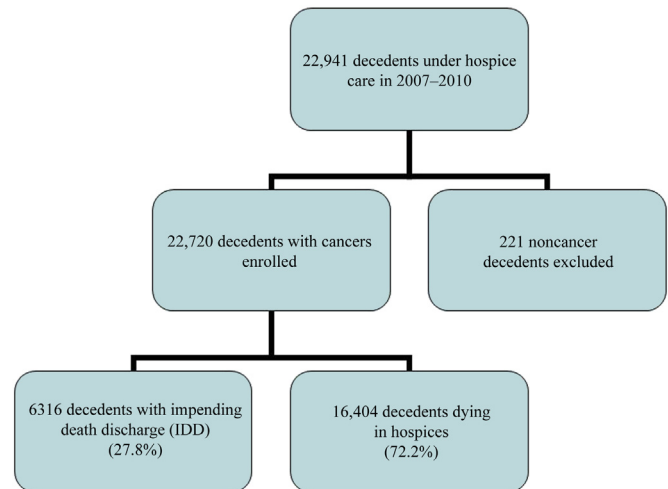 22,941 decedents under hospice
care in 2007–2010
22,720 decedents with cancers
enrolled
221 noncancer
decedents excluded
6316 decedents with impending
death discharge (IDD)
(27.8%)
16,404 decedents dying
in hospices
(72.2%)